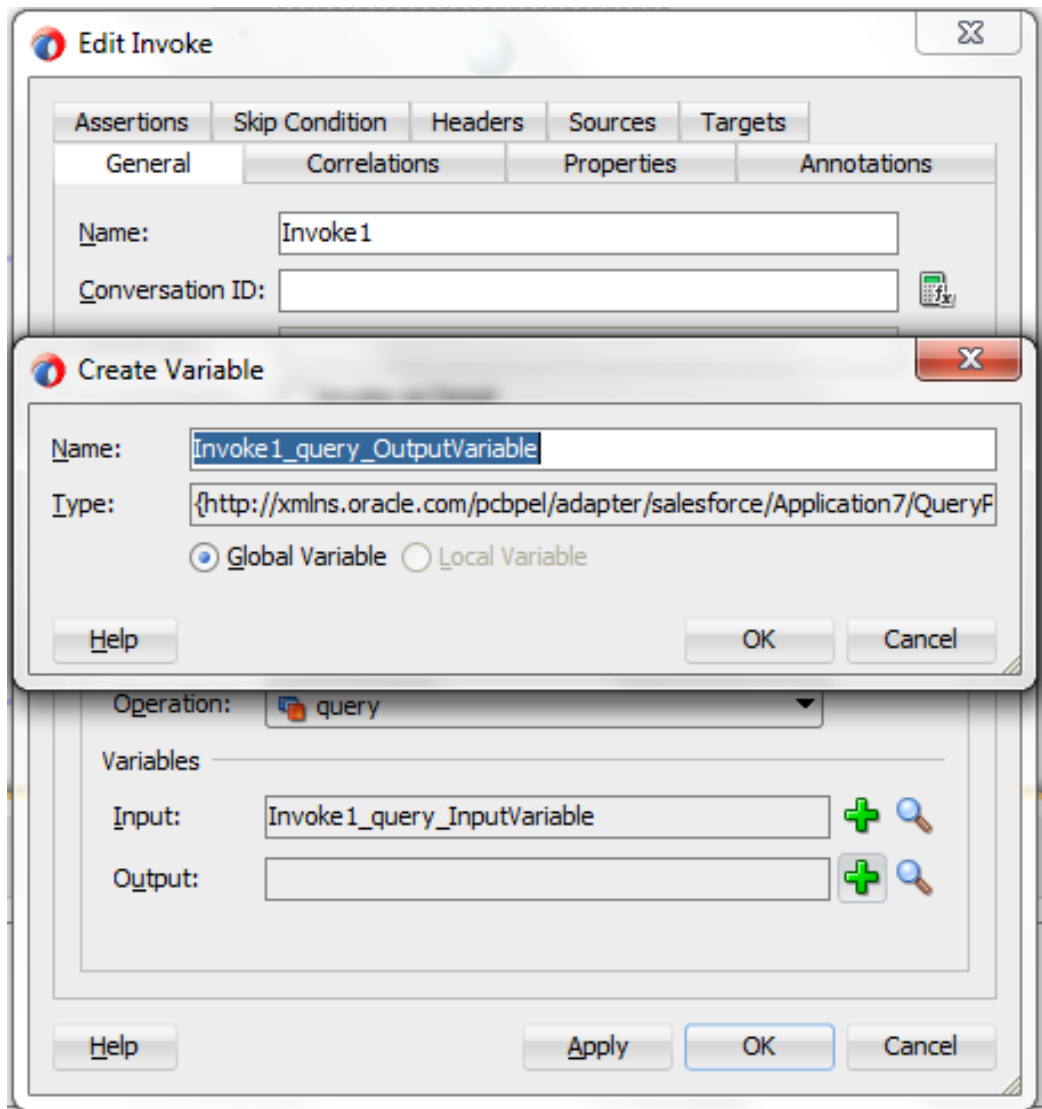 Edit Invoke
Assertions Skip Condition Headers Sources Targets
General Correlations Properties Annotations
Name: Invoke1
Conversation ID:
Create Variable
Name: Invoke1_query_OutputVariable
Type: {http://xmlns.oracle.com/pcbpel/adapter/salesforce/Application7/QueryP
Global Variable Local Variable
Help OK Cancel
Operation: query
Variables
Input: Invoke1_query_InputVariable
Output:
Help Apply OK Cancel